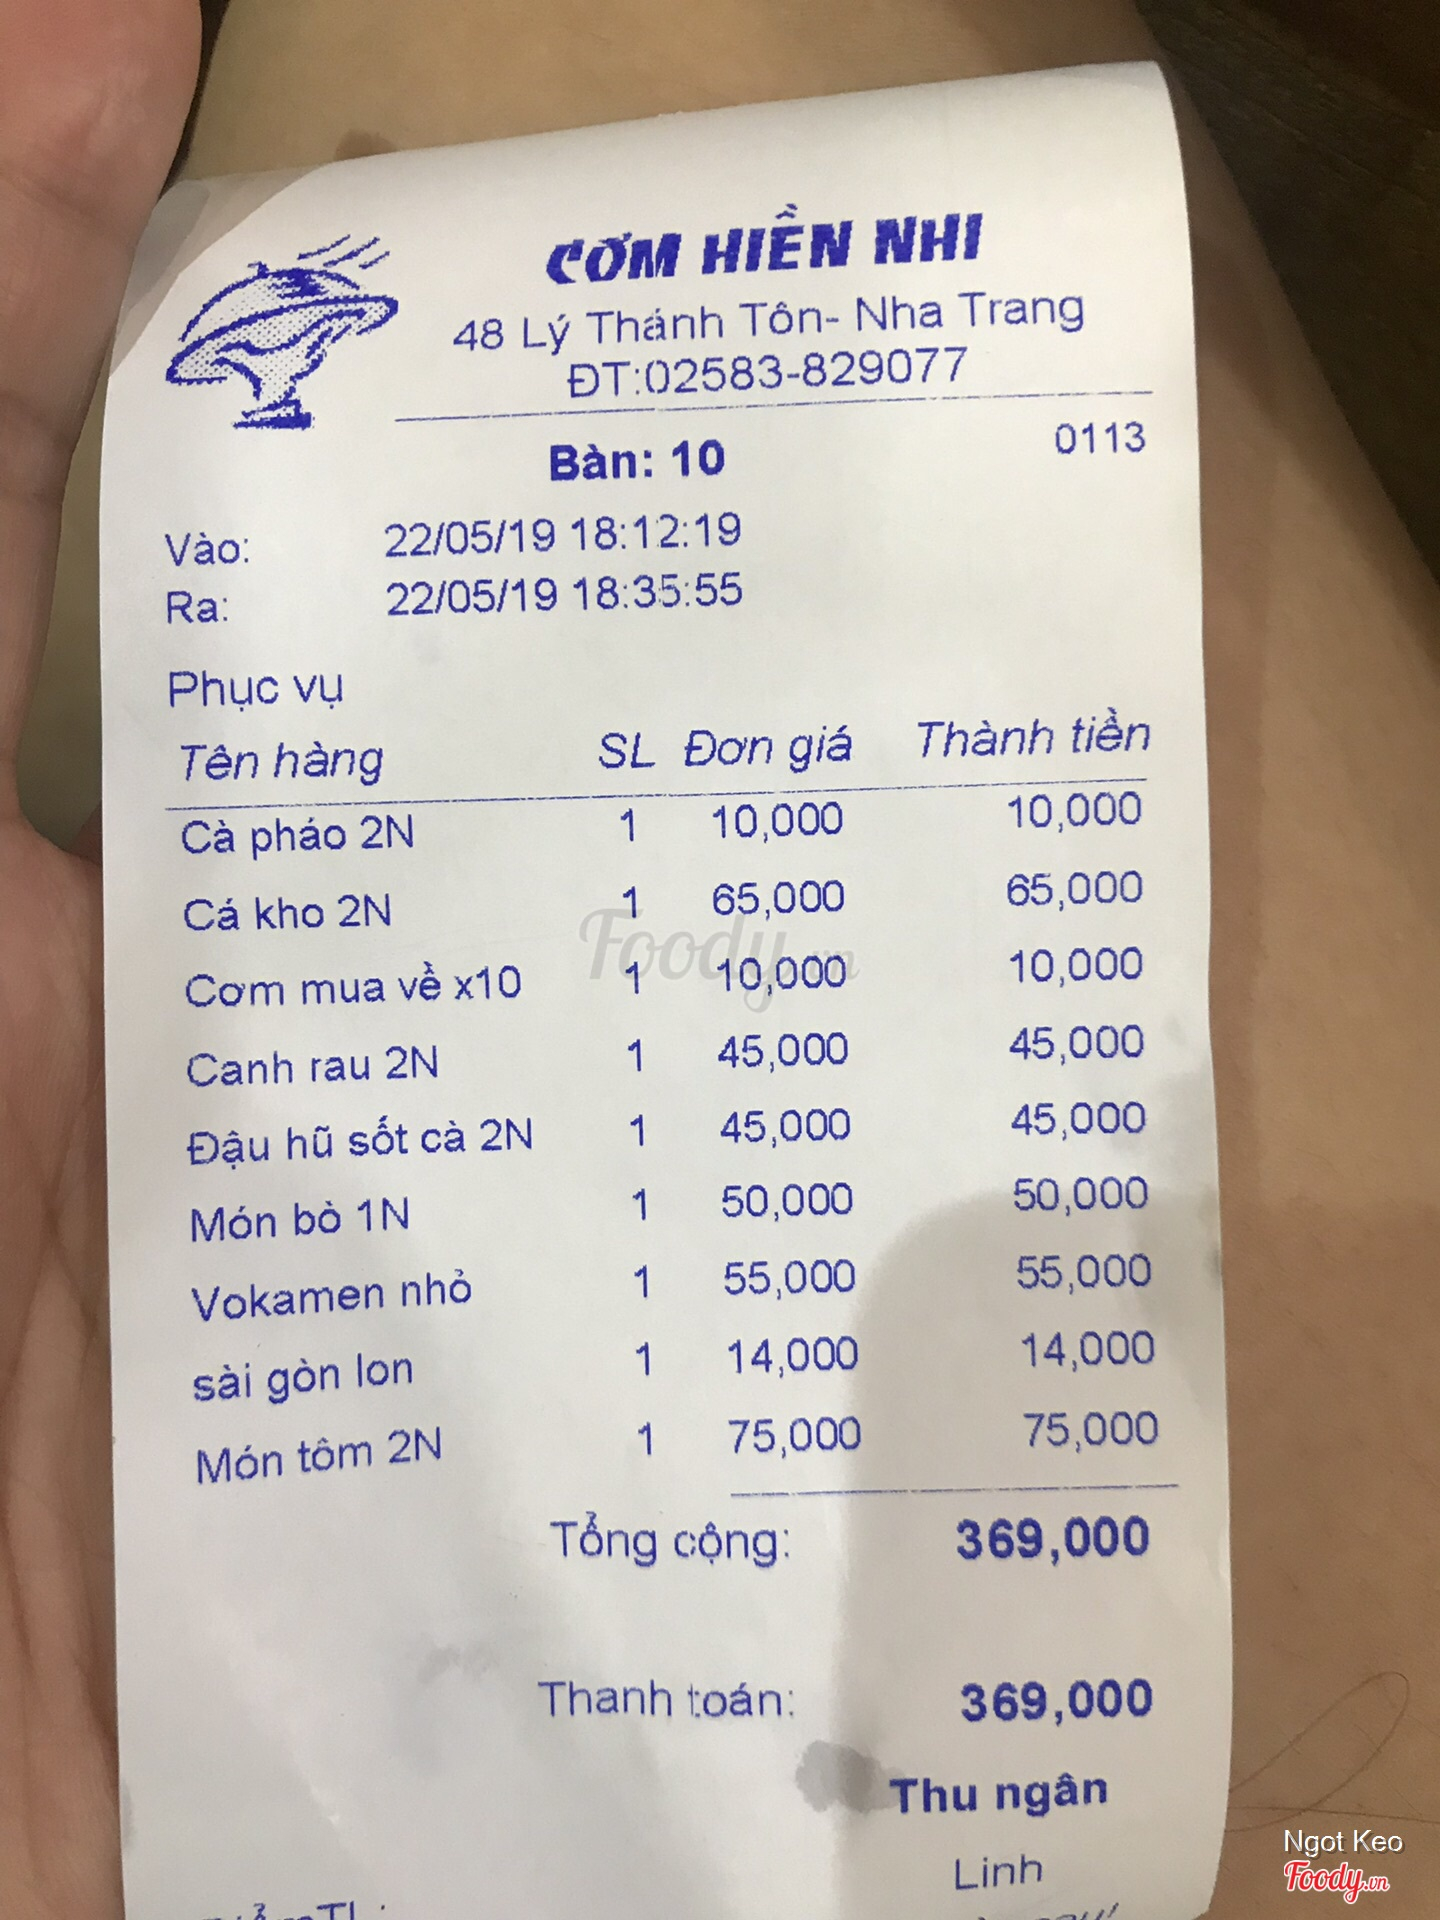 CƠM HIỀN NHI
48 Lý Thánh Tôn- Nha Trang
ĐT:02583-829077
Bàn: 10 0113
Vào: 22/05/19 18:12:19
Ra: 22/05/19 18:35:55
Phục vụ
Tên hàng SL Đơn giá Thành tiền
Cà pháo 2N 1 10,000 10,000
Cá kho 2N 1 65,000 65,000
Foody.vn
Cơm mua về x10 1 10,000 10,000
Canh rau 2N 1 45,000 45,000
Đậu hũ sốt cà 2N 1 45,000 45,000
Món bò 1N 1 50,000 50,000
Vokamen nhỏ 1 55,000 55,000
sài gòn lon 1 14,000 14,000
Món tôm 2N 1 75,000 75,000
Tổng cộng: 369,000
Thanh toán: 369,000
Thu ngân
Linh
Ngot Keo
Foody.vn